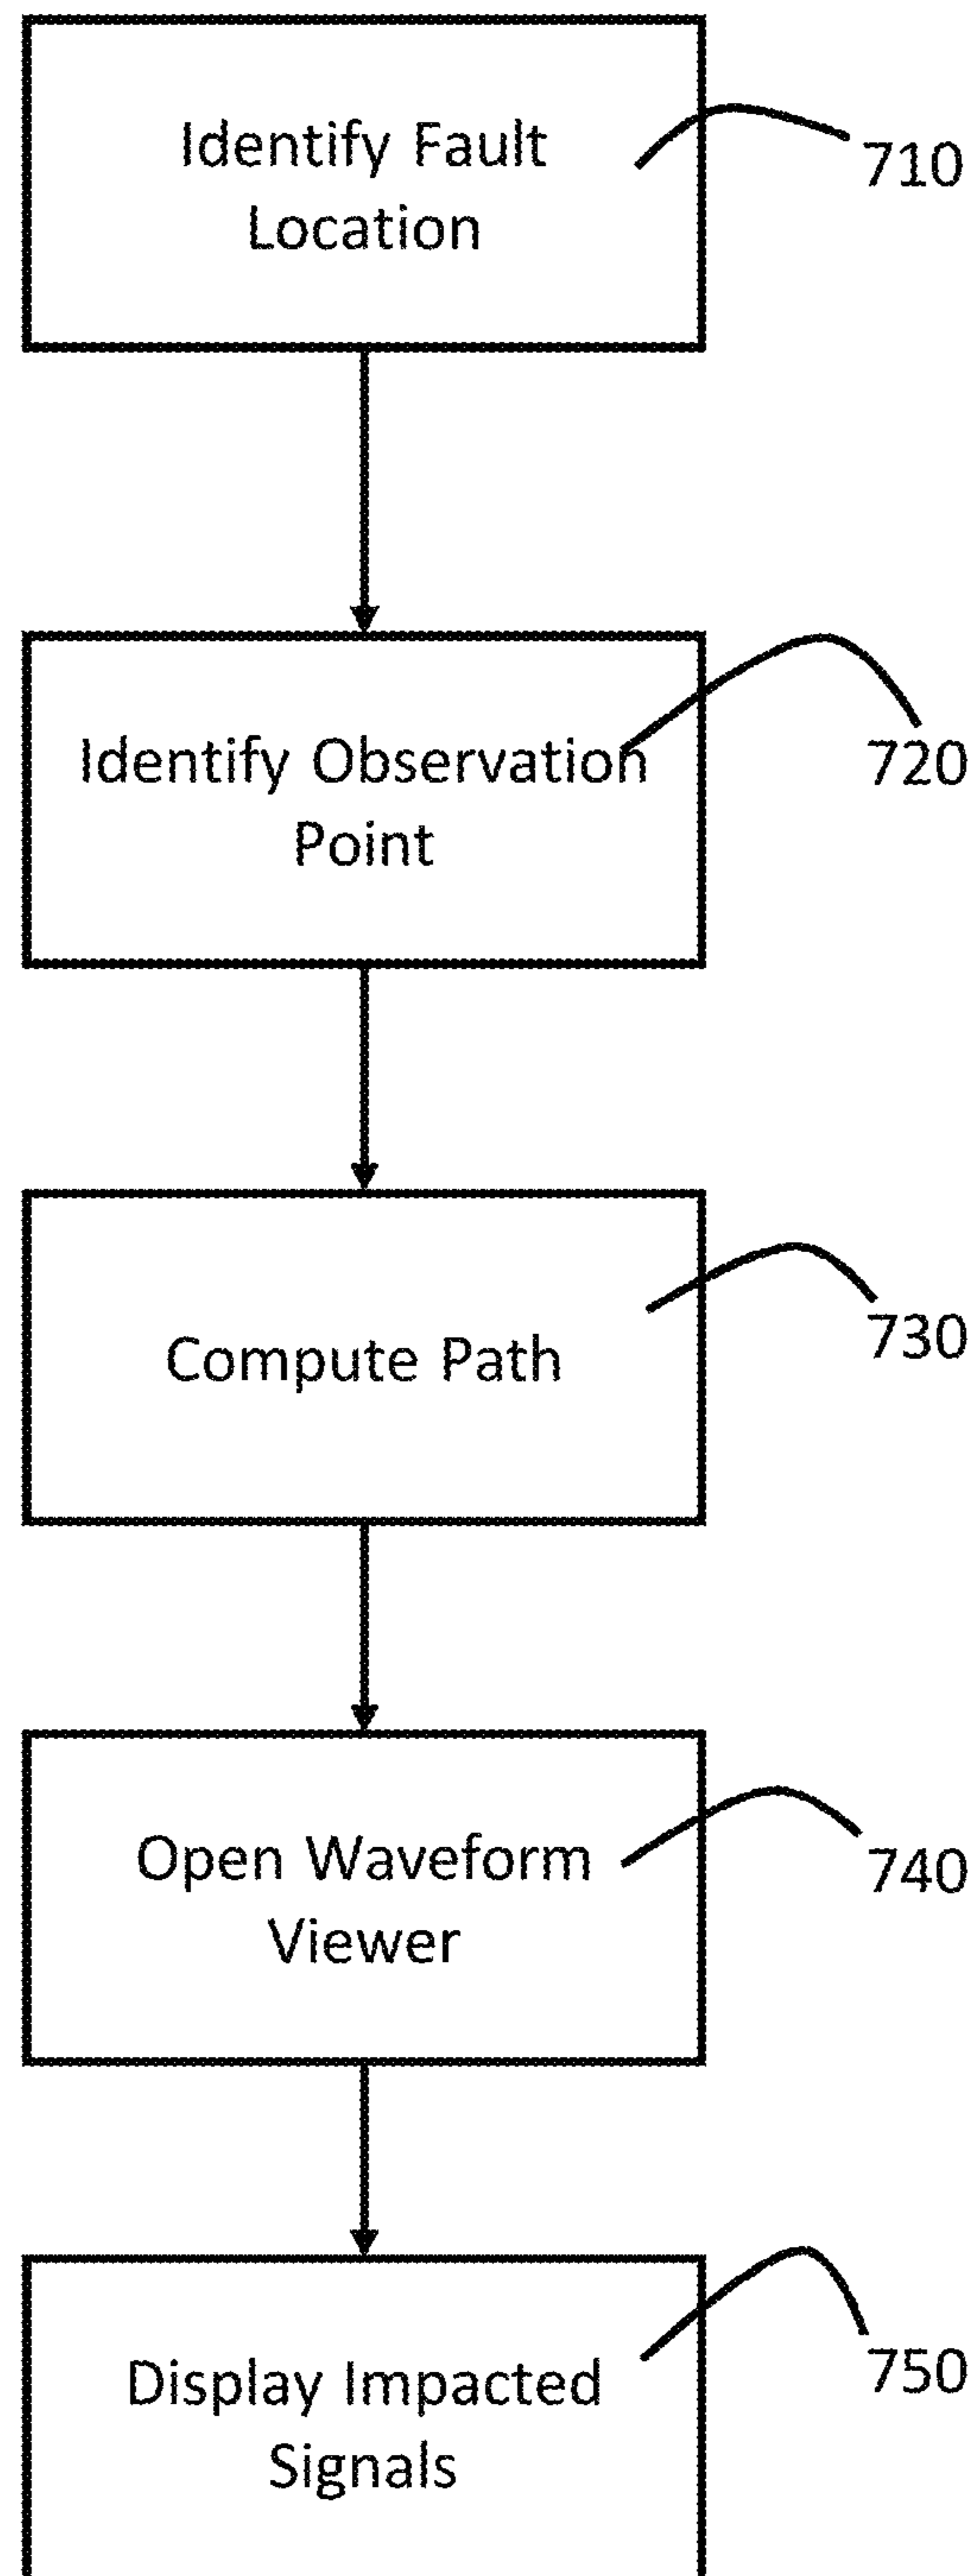 Identify Fault
Location
710
Identify Observation
Point
720
Compute Path
730
Open Waveform
Viewer
740
Display Impacted
Signals
750